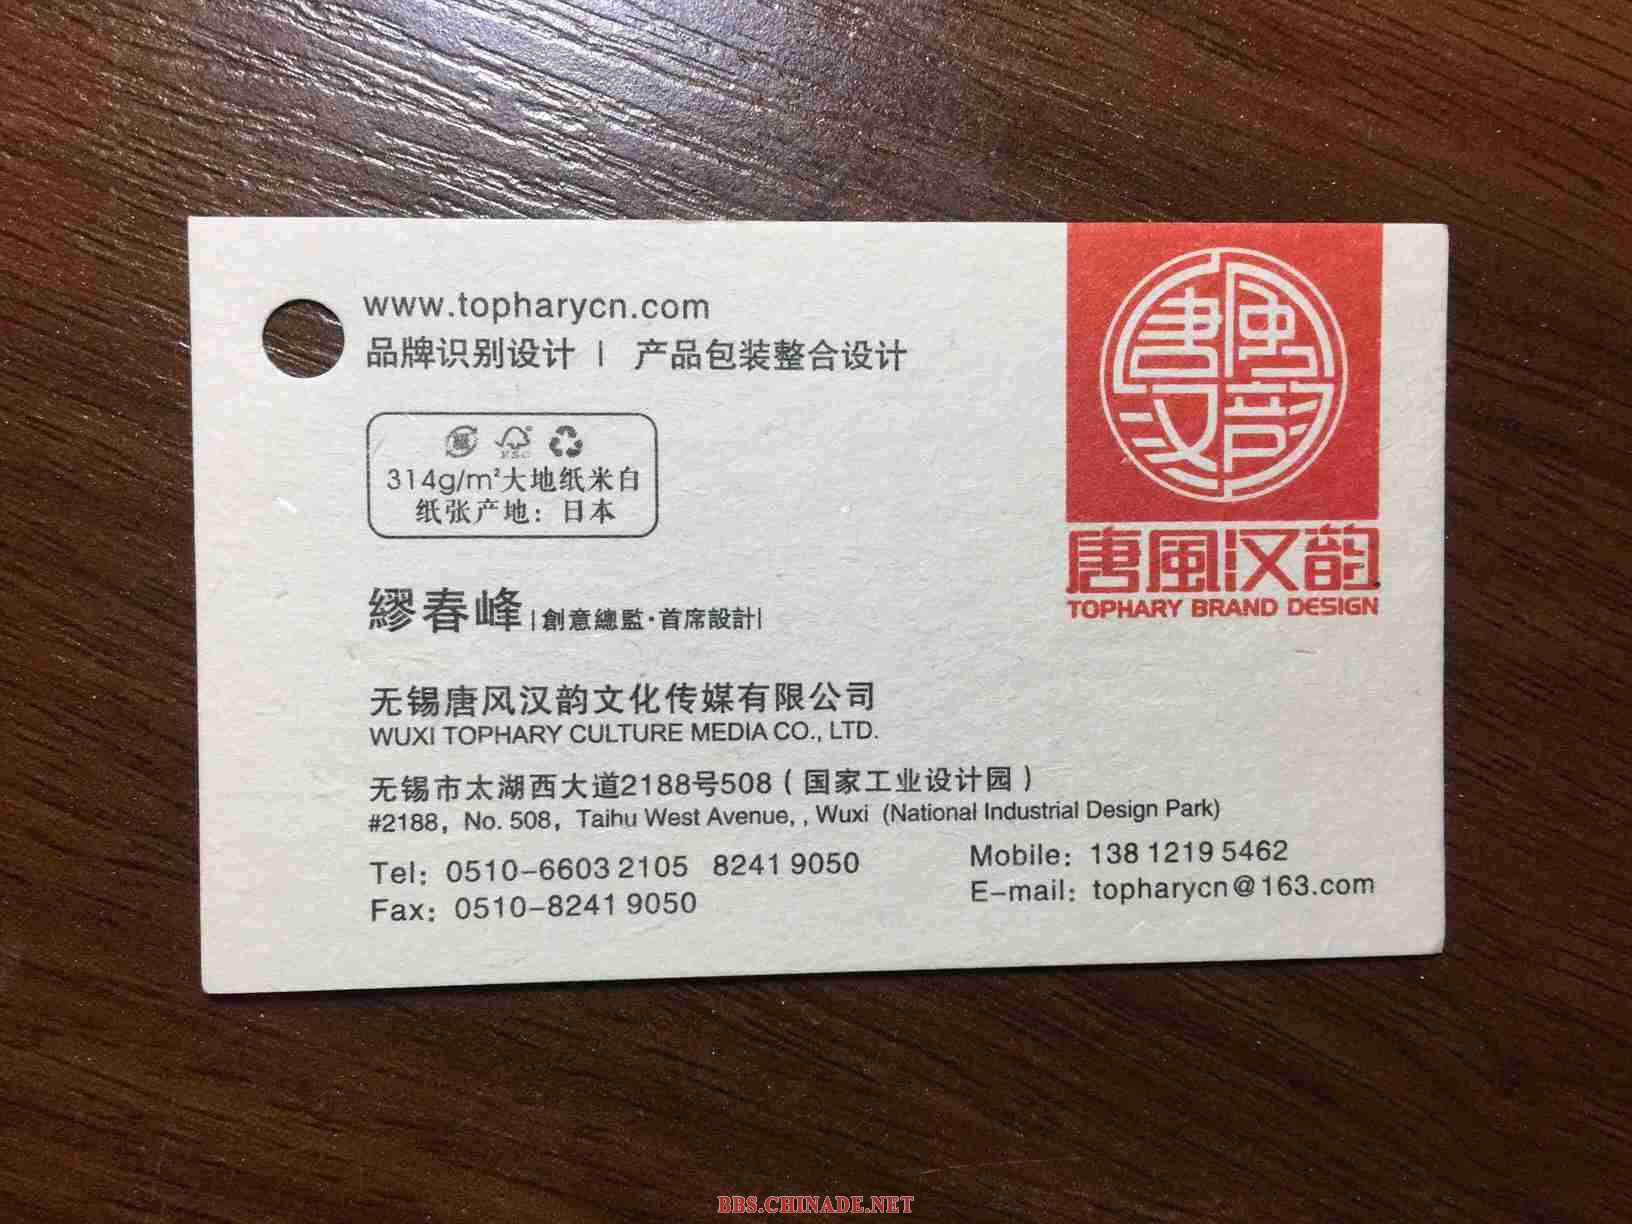 www.topharycn.com
品牌识别设计 | 产品包装整合设计
FSC
314g/m²大地纸米白
纸张产地：日本
唐風汉韵
唐風汉韵
TOPHARY BRAND DESIGN
繆春峰|創意總監·首席設計|
无锡唐风汉韵文化传媒有限公司
WUXI TOPHARY CULTURE MEDIA CO., LTD.
无锡市太湖西大道2188号508（国家工业设计园）
#2188，No. 508，Taihu West Avenue, , Wuxi (National Industrial Design Park)
Tel：0510-6603 2105 8241 9050
Fax：0510-8241 9050
Mobile：138 1219 5462
E-mail：topharycn@163.com
BBS.CHINADE.NET